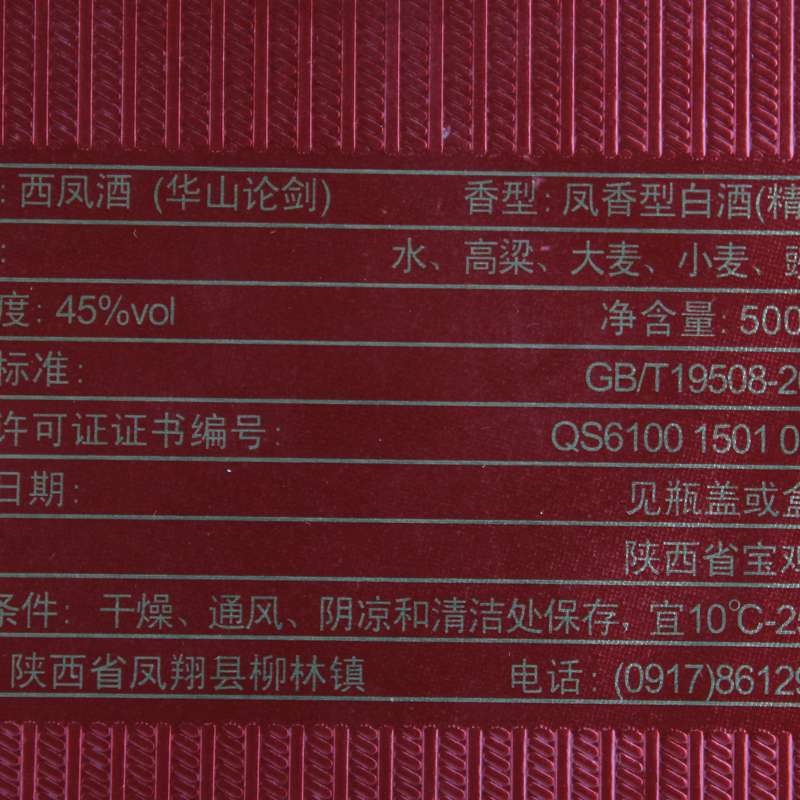 : 西凤酒 (华山论剑) 香型: 凤香型白酒(精
: 水、高粱、大麦、小麦、
度: 45%vol 净含量: 500
标准: GB/T19508-20
许可证证书编号: QS6100 1501 0
日期: 见瓶盖或盒
陕西省宝鸡
条件: 干燥、通风、阴凉和清洁处保存, 宜10℃-2
陕西省凤翔县柳林镇 电话: (0917)86129